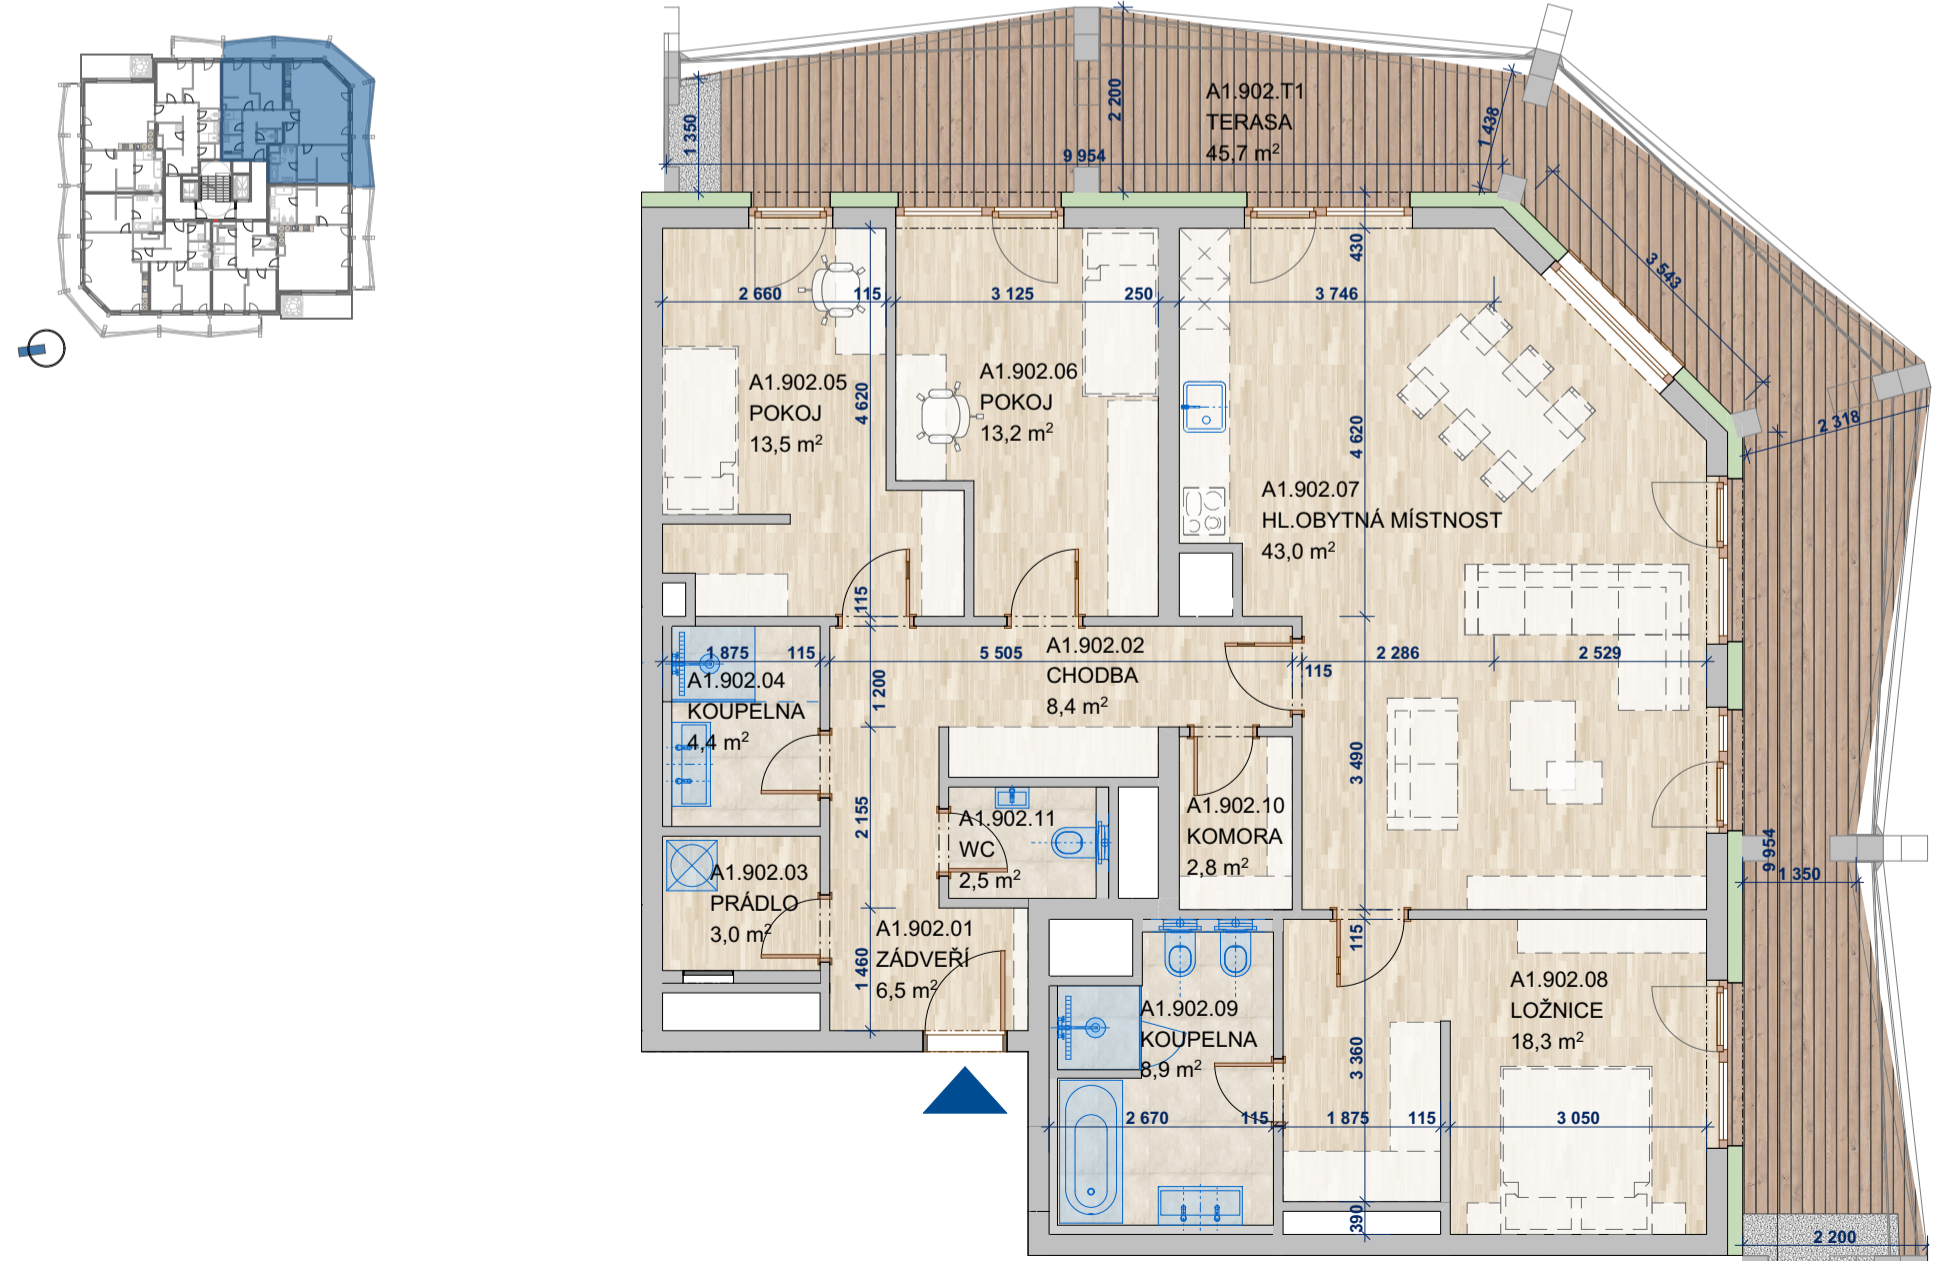 A1.902.T1
TERASA
45,7 m²
2 200
1 350
9 954
1 438
3 543
2 318
430
2 660
115
3 125
250
3 746
A1.902.05
POKOJ
13,5 m²
4 620
A1.902.06
POKOJ
13,2 m²
4 620
A1.902.07
HL.OBYTNÁ MÍSTNOST
43,0 m²
115
1 875
115
5 505
A1.902.02
CHODBA
8,4 m²
115
2 286
2 529
A1.902.04
KOUPELNA
4,4 m²
1 200
3 490
2 155
A1.902.11
WC
2,5 m²
A1.902.10
KOMORA
2,8 m²
9 954
1 350
A1.902.03
PRÁDLO
3,0 m²
A1.902.01
ZÁDVEŘÍ
6,5 m²
1 460
115
A1.902.09
KOUPELNA
8,9 m²
A1.902.08
LOŽNICE
18,3 m²
3 360
2 670
115
1 875
115
3 050
390
2 200